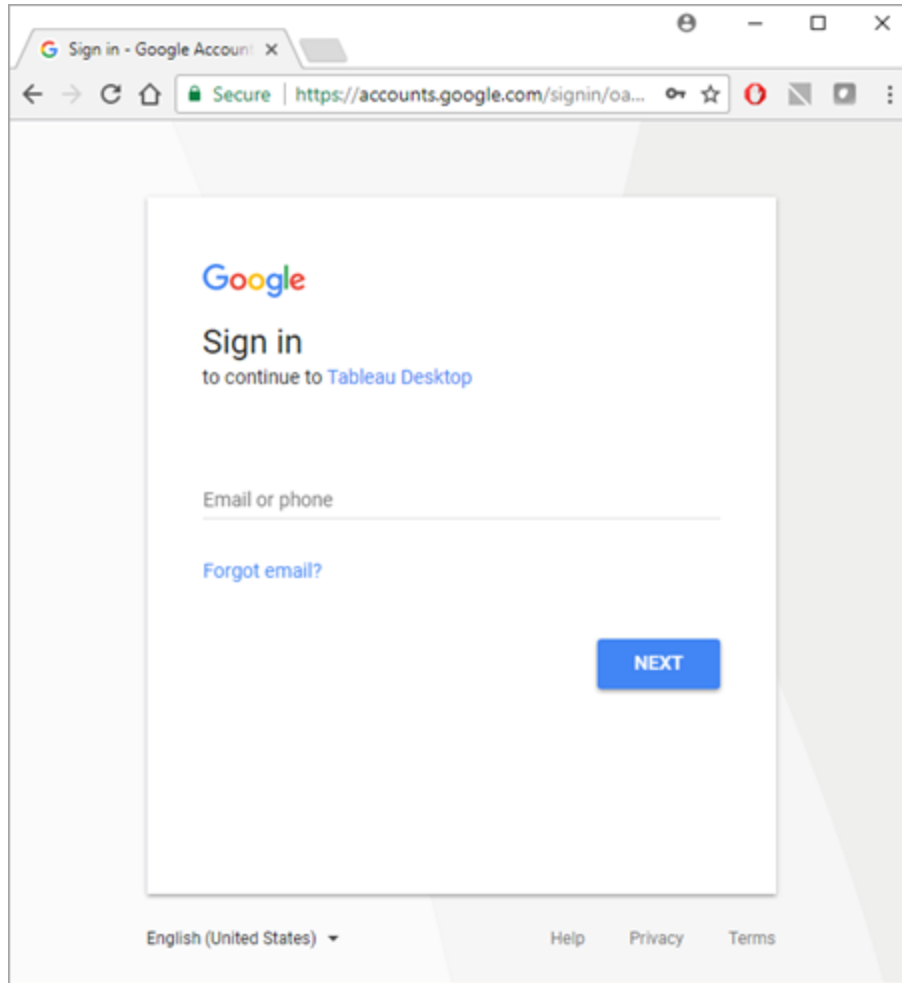 Sign in - Google Accoun
Secure | https://accounts.google.com/signin/oa...
Google
Sign in
to continue to Tableau Desktop
Email or phone
Forgot email?
NEXT
English (United States) Help Privacy Terms